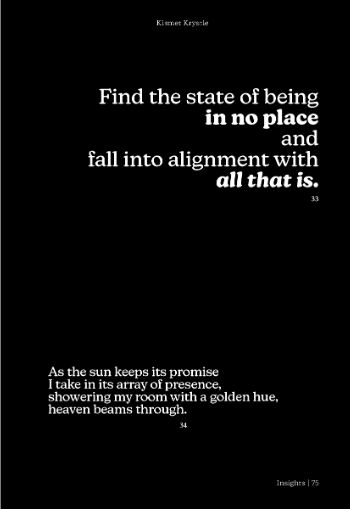 Kismet Krystle
Find the state of being
in no place
and
fall into alignment with
all that is.
33
As the sun keeps its promise
I take in its array of presence,
showering my room with a golden hue,
heaven beams through.
34
Insights | 75